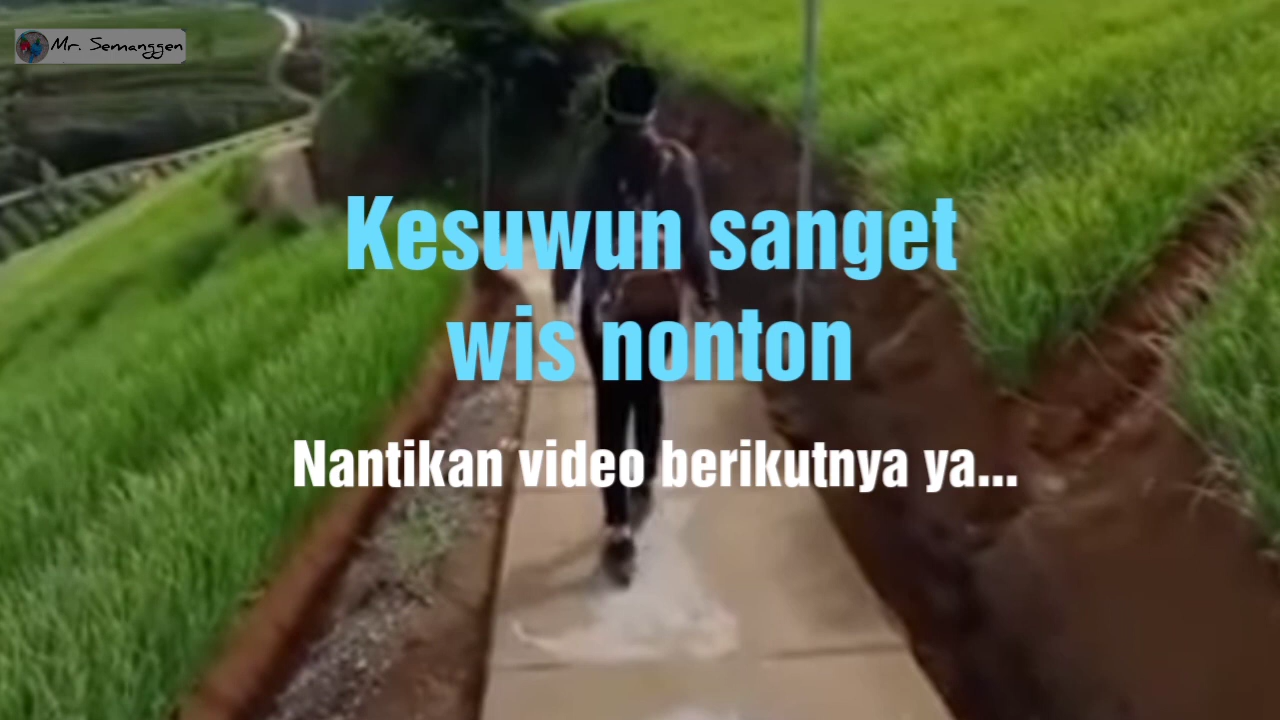 Mr. Semanggen
Kesuwun sanget
wis nonton
Nantikan video berikutnya ya...